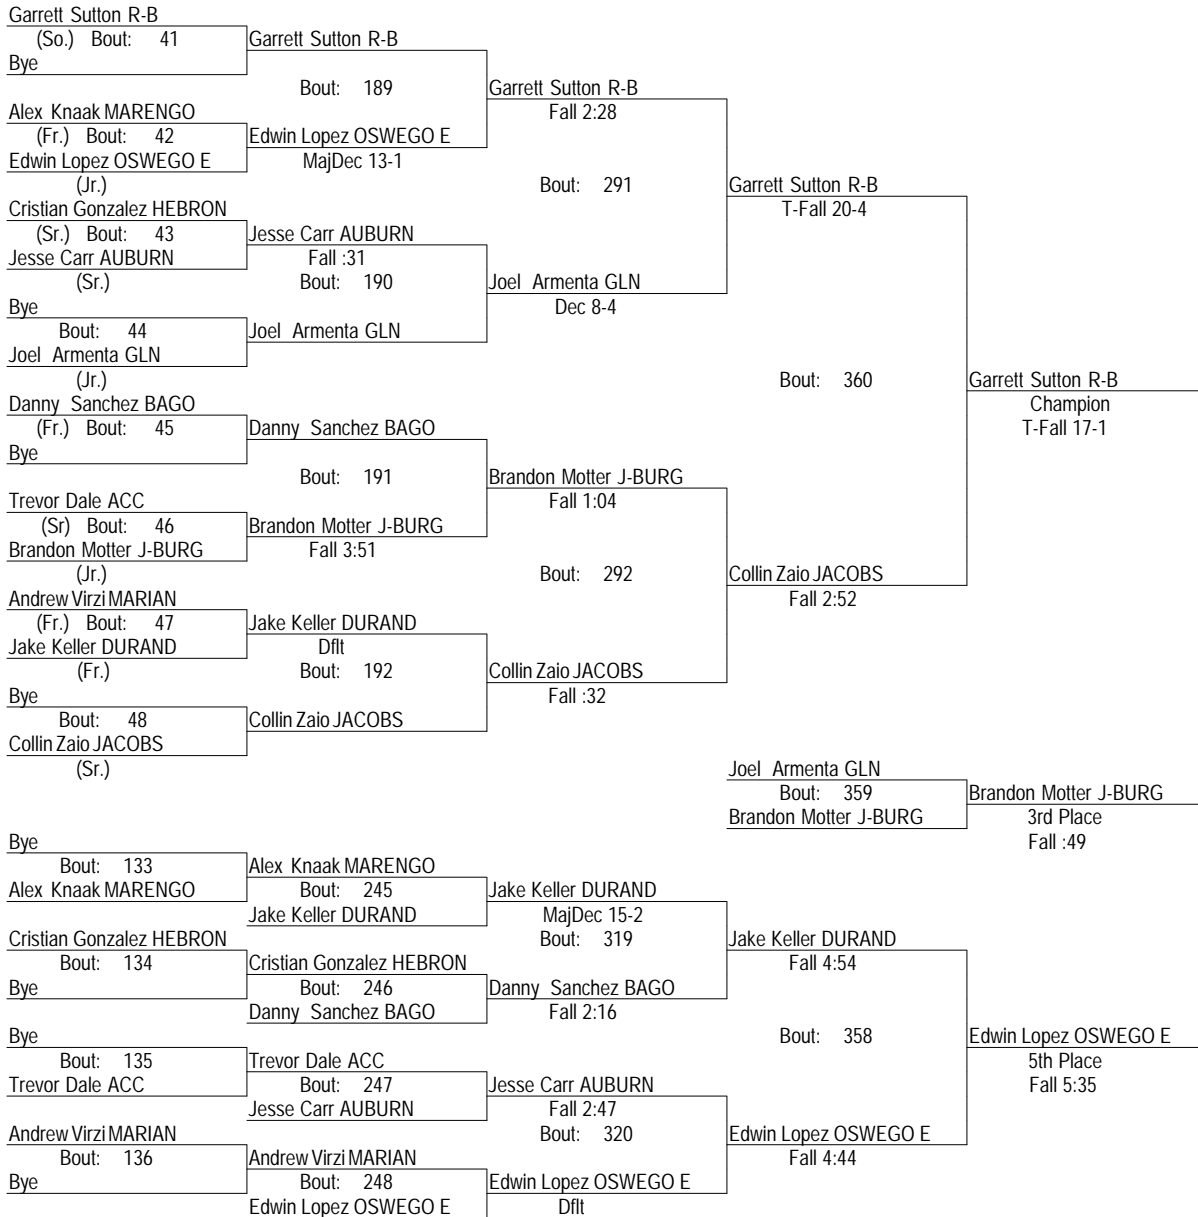 Garrett Sutton R-B
(So.) Bout: 41 Garrett Sutton R-B
Bye
Bout: 189 Garrett Sutton R-B
Alex Knaak MARENGO Fall 2:28
(Fr.) Bout: 42 Edwin Lopez OSWEGO E
Edwin Lopez OSWEGO E MajDec 13-1
(Jr.) Bout: 291 Garrett Sutton R-B
Cristian Gonzalez HEBRON T-Fall 20-4
(Sr.) Bout: 43 Jesse Carr AUBURN
Jesse Carr AUBURN Fall :31
(Sr.) Bout: 190 Joel Armenta GLN
Bye Dec 8-4
Bout: 44 Joel Armenta GLN
Joel Armenta GLN
(Jr.) Bout: 360 Garrett Sutton R-B
Danny Sanchez BAGO Champion
(Fr.) Bout: 45 Danny Sanchez BAGO T-Fall 17-1
Bye
Bout: 191 Brandon Motter J-BURG
Trevor Dale ACC Fall 1:04
(Sr) Bout: 46 Brandon Motter J-BURG
Brandon Motter J-BURG Fall 3:51
(Jr.) Bout: 292 Collin Zaio JACOBS
Andrew Virzi MARIAN Fall 2:52
(Fr.) Bout: 47 Jake Keller DURAND
Jake Keller DURAND Dflt
(Fr.) Bout: 192 Collin Zaio JACOBS
Bye Fall :32
Bout: 48 Collin Zaio JACOBS
Collin Zaio JACOBS
(Sr.) Joel Armenta GLN
Bout: 359 Brandon Motter J-BURG
Brandon Motter J-BURG 3rd Place
Bye Fall :49
Bout: 133 Alex Knaak MARENGO
Alex Knaak MARENGO Bout: 245 Jake Keller DURAND
Jake Keller DURAND MajDec 15-2
Cristian Gonzalez HEBRON Bout: 319 Jake Keller DURAND
Bout: 134 Cristian Gonzalez HEBRON Fall 4:54
Bye Bout: 246 Danny Sanchez BAGO
Danny Sanchez BAGO Fall 2:16
Bye Bout: 358 Edwin Lopez OSWEGO E
Bout: 135 Trevor Dale ACC 5th Place
Trevor Dale ACC Bout: 247 Jesse Carr AUBURN Fall 5:35
Jesse Carr AUBURN Fall 2:47
Andrew Virzi MARIAN Bout: 320 Edwin Lopez OSWEGO E
Bout: 136 Andrew Virzi MARIAN Fall 4:44
Bye Bout: 248 Edwin Lopez OSWEGO E
Edwin Lopez OSWEGO E Dflt